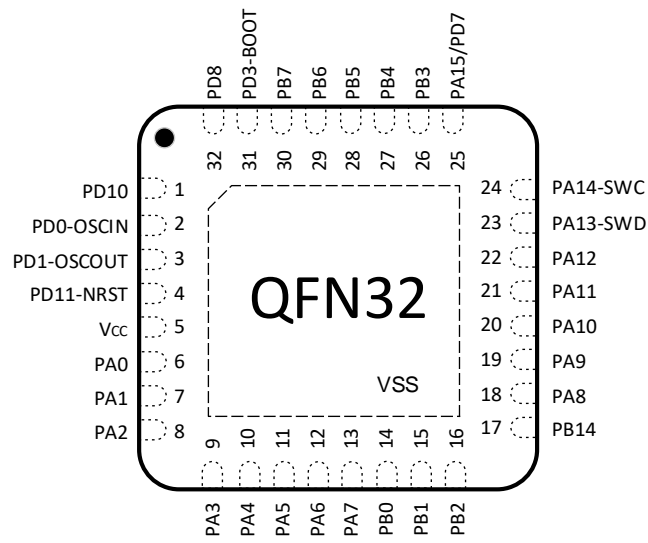 PD8
PD3-BOOT
PB7
PB6
PB5
PB4
PB3
PA15/PD7
32
31
30
29
28
27
26
25
PD10 1
PD0-OSCIN 2
PD1-OSCOUT 3
PD11-NRST 4
Vcc 5
PA0 6
PA1 7
PA2 8
QFN32
VSS
24 PA14-SWC
23 PA13-SWD
22 PA12
21 PA11
20 PA10
19 PA9
18 PA8
17 PB14
9
10
11
12
13
14
15
16
PA3
PA4
PA5
PA6
PA7
PB0
PB1
PB2